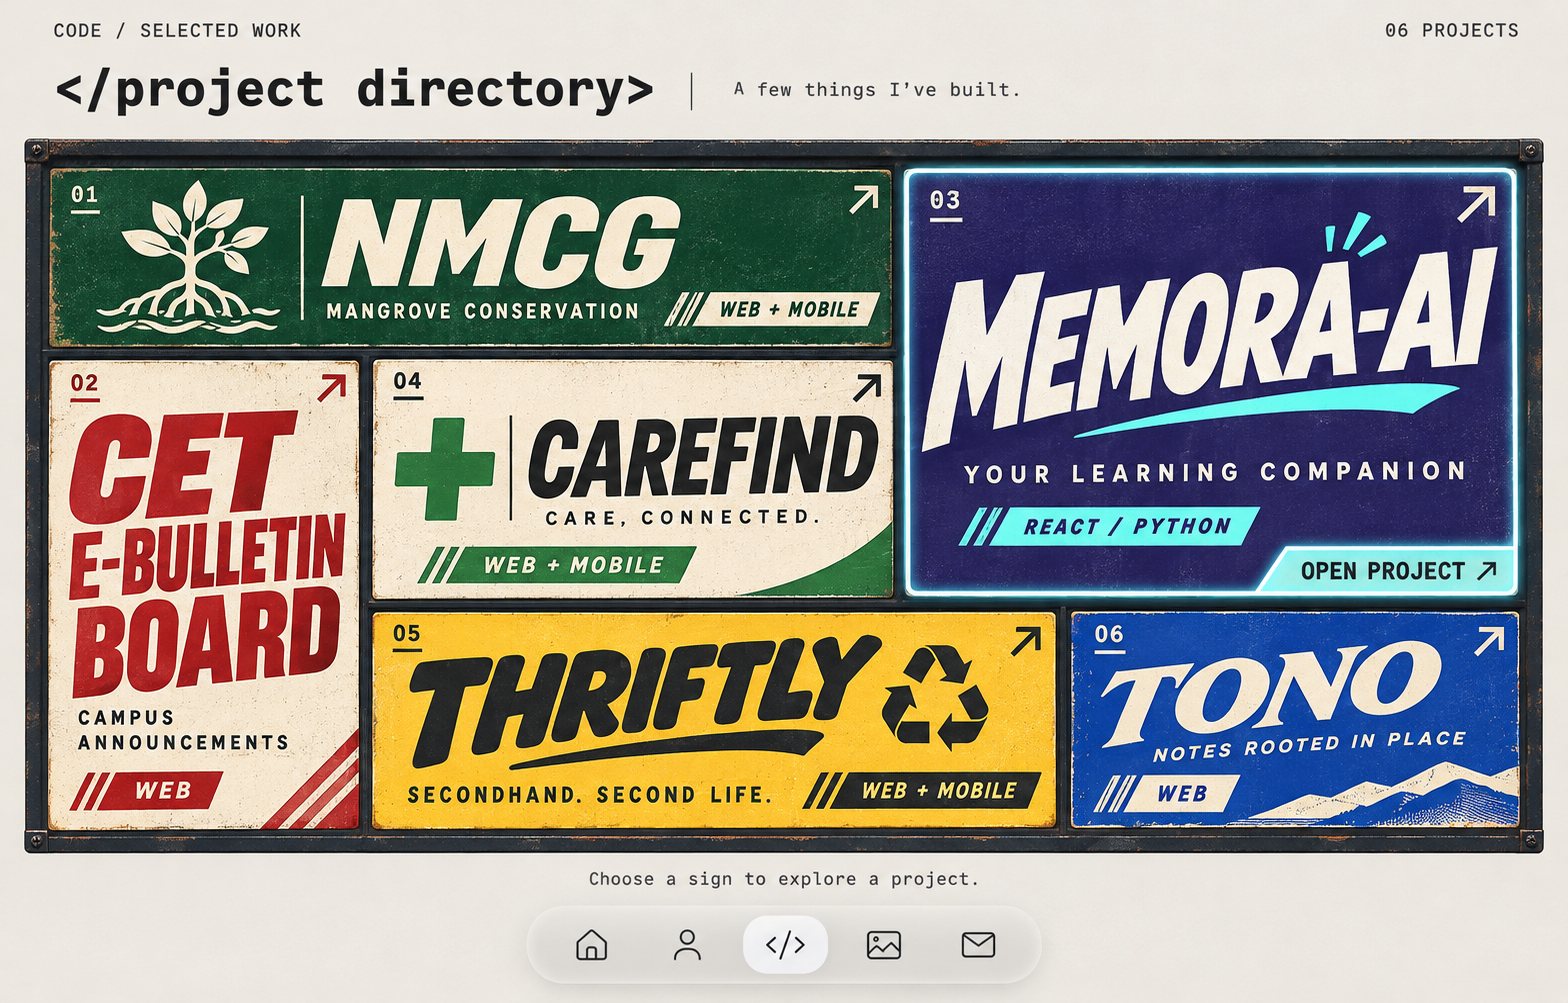 CODE / SELECTED WORK
06 PROJECTS
</project directory>
A few things I’ve built.
01
NMCG
MANGROVE CONSERVATION
WEB + MOBILE
02
CET
E-BULLETIN
BOARD
CAMPUS
ANNOUNCEMENTS
WEB
03
MEMORA-AI
YOUR LEARNING COMPANION
REACT / PYTHON
OPEN PROJECT
04
CAREFIND
CARE, CONNECTED.
WEB + MOBILE
05
THRIFTLY
SECONDHAND. SECOND LIFE.
WEB + MOBILE
06
TONO
NOTES ROOTED IN PLACE
WEB
Choose a sign to explore a project.
</>